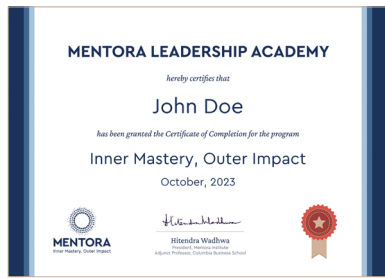 MENTORA LEADERSHIP ACADEMY
hereby certifies that
John Doe
has been granted the Certificate of Completion for the program
Inner Mastery, Outer Impact
October, 2023
MENTORA
Inner Mastery, Outer Impact
Hitendra Wadhwa
Hitendra Wadhwa
President, Mentora Institute
Adjunct Professor, Columbia Business School